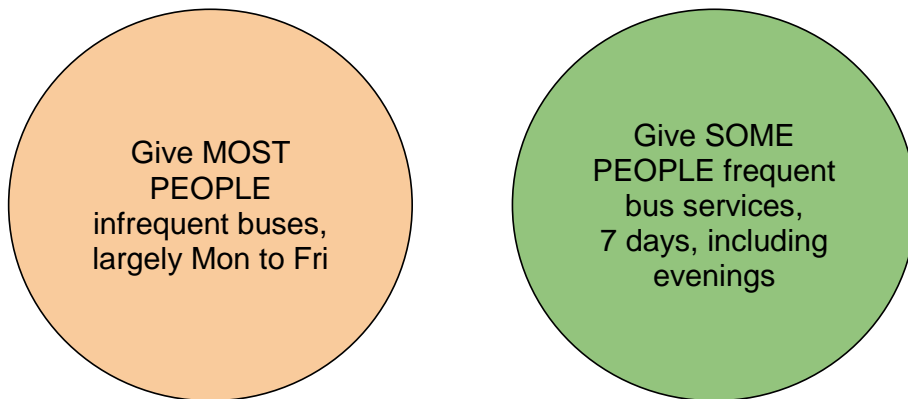 Give MOST
PEOPLE
infrequent buses,
largely Mon to Fri
Give SOME
PEOPLE frequent
bus services,
7 days, including
evenings